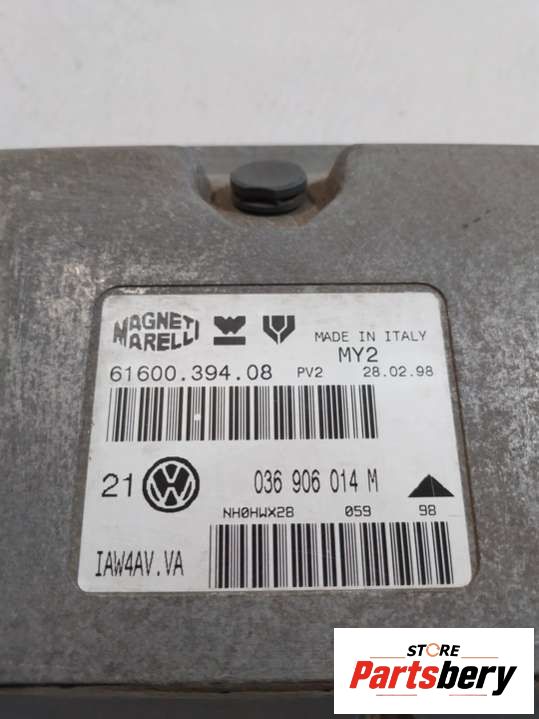 MAGNETI MARELLI
MADE IN ITALY
MY2
61600.394.08 PV2 28.02.98
21 036 906 014 M
NH0HWX2B 059 98
IAW4AV.VA
STORE
Partsbery